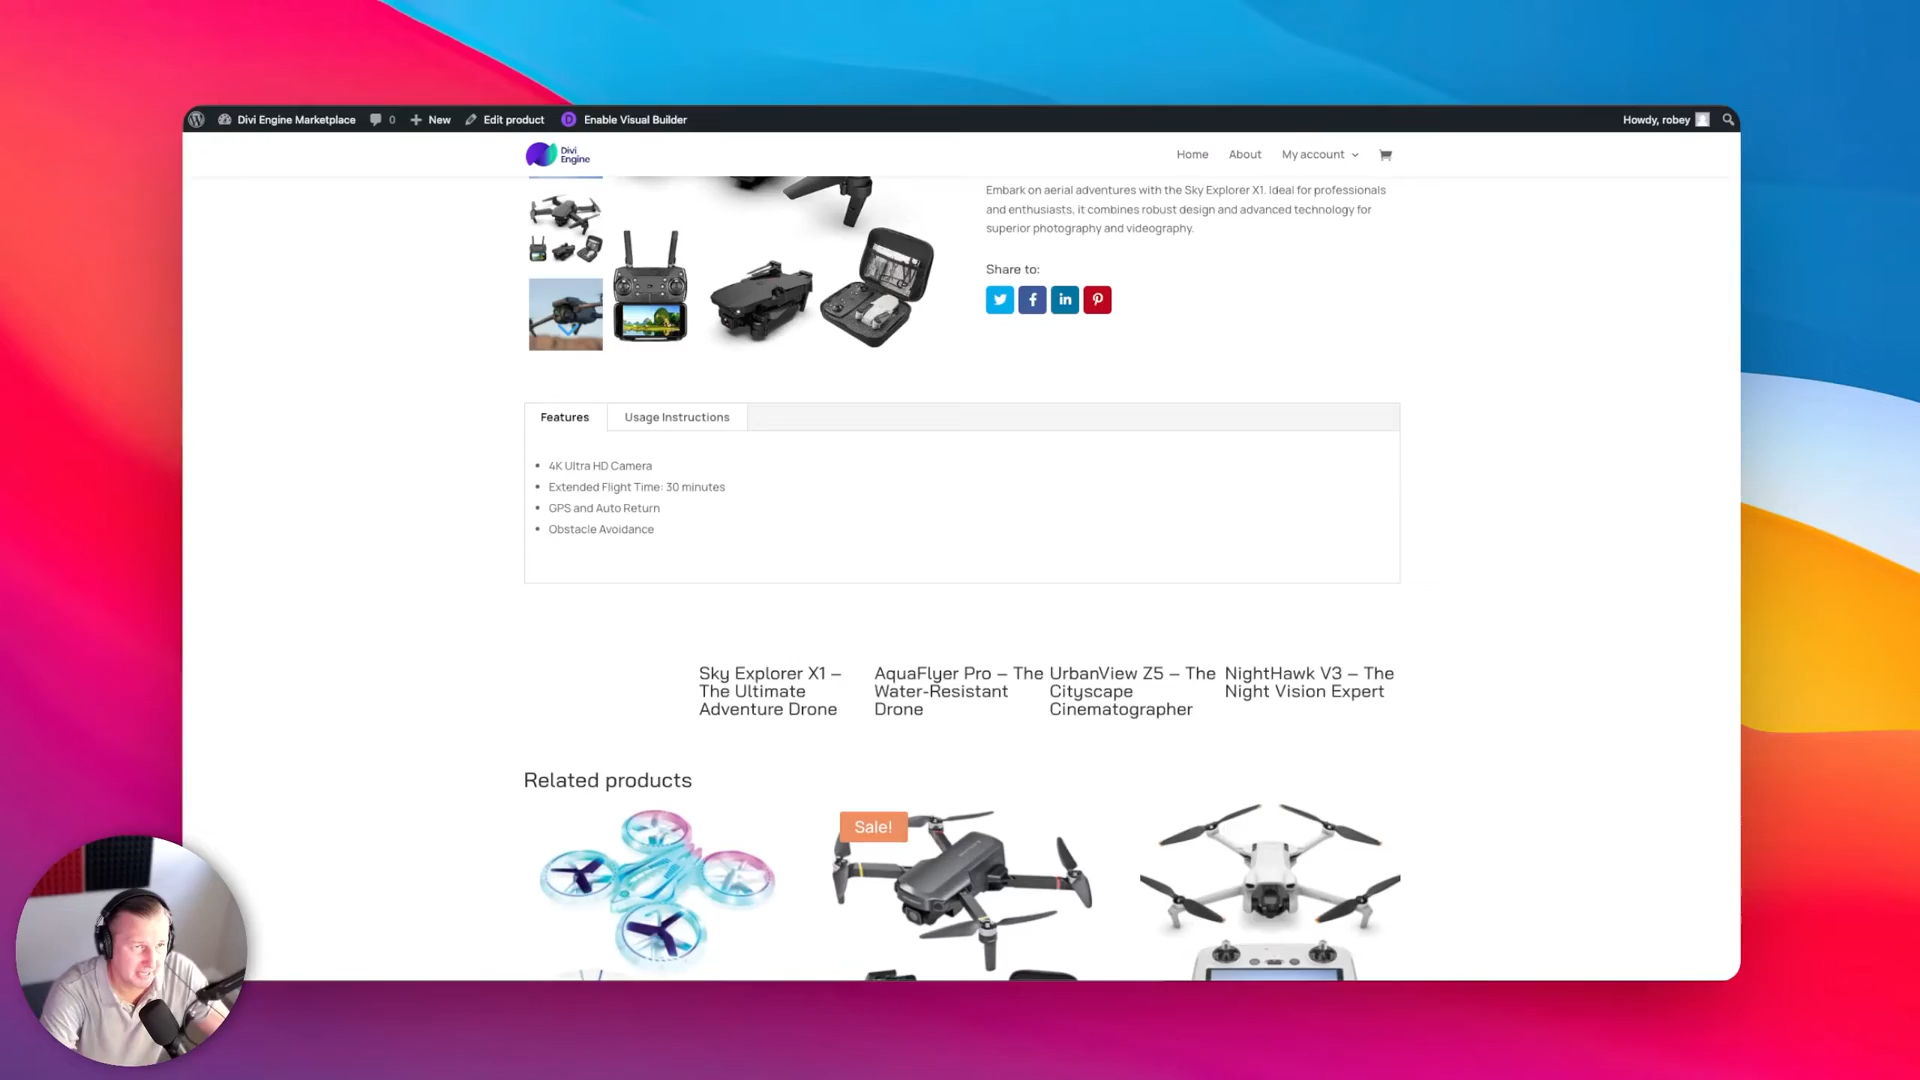 Divi Engine Marketplace 0 New Edit product Enable Visual Builder Howdy, robey
Divi
Engine
Home About My account
Embark on aerial adventures with the Sky Explorer X1. Ideal for professionals
and enthusiasts, it combines robust design and advanced technology for
superior photography and videography.
Share to:
Features Usage Instructions
4K Ultra HD Camera
Extended Flight Time: 30 minutes
GPS and Auto Return
Obstacle Avoidance
Sky Explorer X1 –
The Ultimate
Adventure Drone
AquaFlyer Pro – The
Water-Resistant
Drone
UrbanView Z5 – The
Cityscape
Cinematographer
NightHawk V3 – The
Night Vision Expert
Related products
Sale!